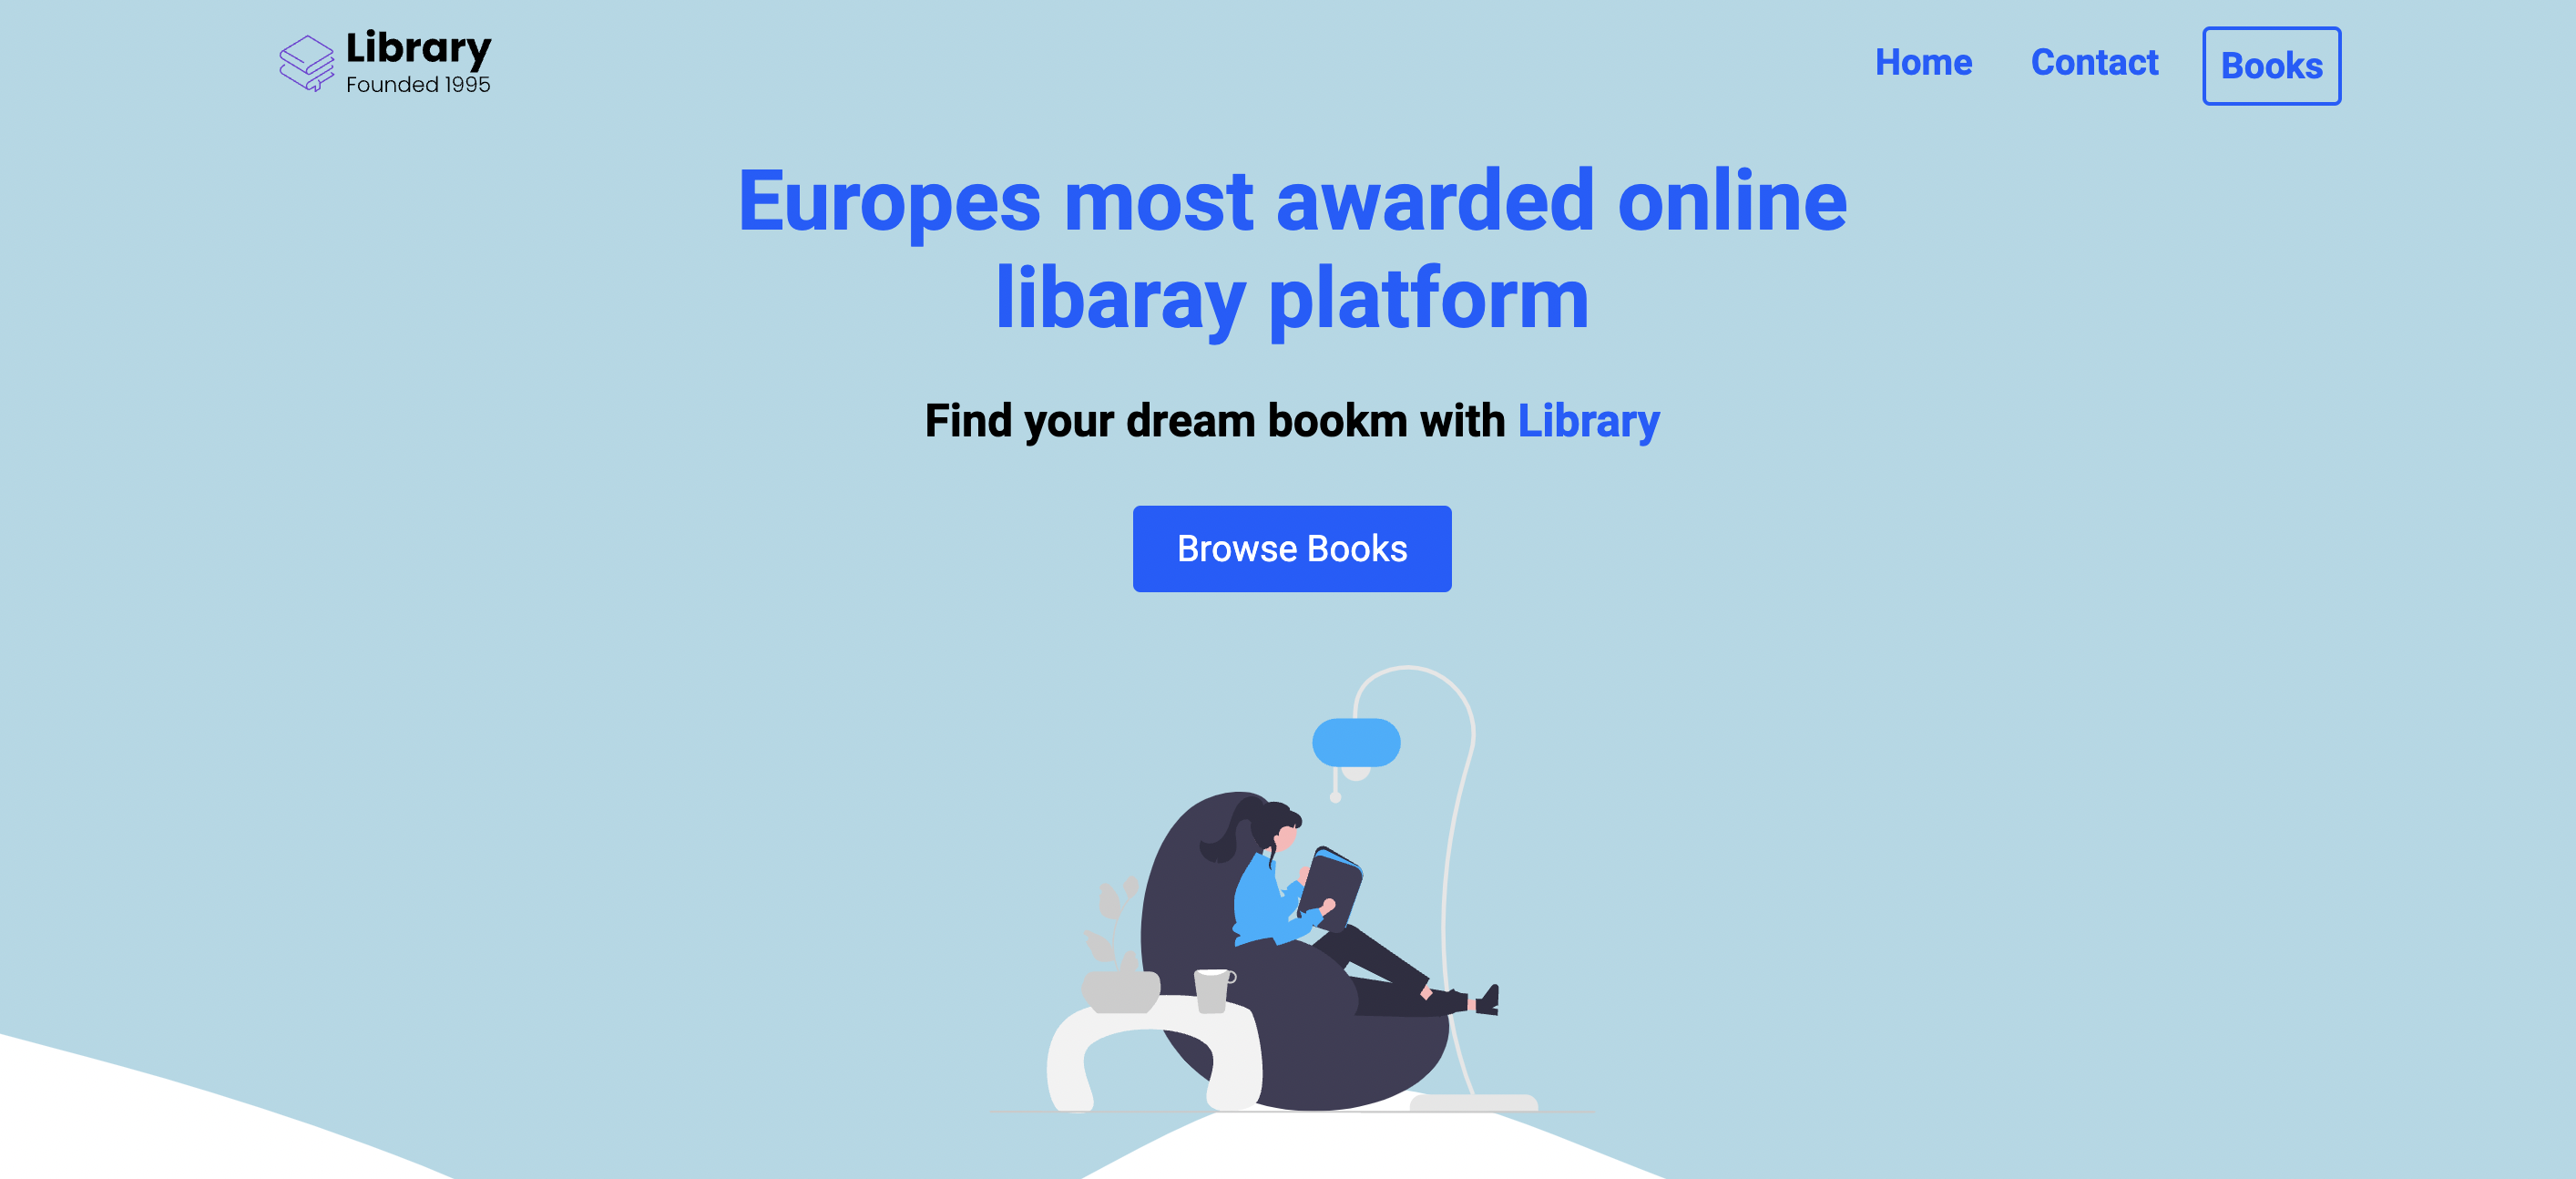 Library
Founded 1995
Home Contact Books
Europes most awarded online
libaray platform
Find your dream bookm with Library
Browse Books